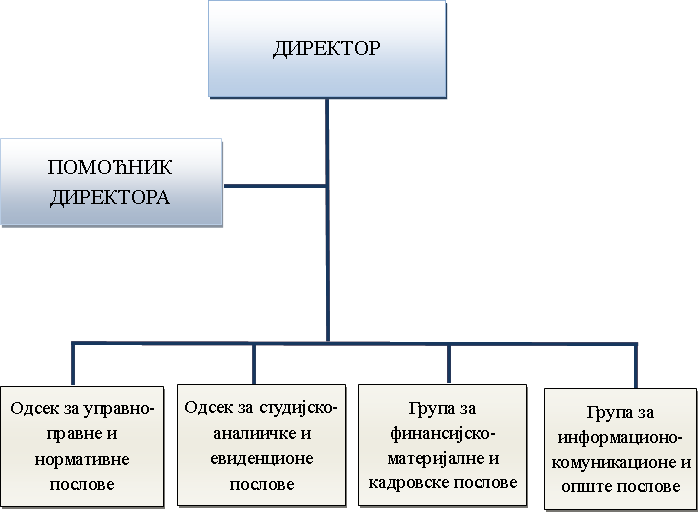 ДИРЕКТОР
ПОМОЋНИК
ДИРЕКТОРА
Одсек за управно-
правне и
нормативне
послове
Одсек за студијско-
аналиичке и
евиденционе
послове
Група за
финансијско-
материјалне и
кадровске послове
Група за
информационо-
комуникационе и
опште послове